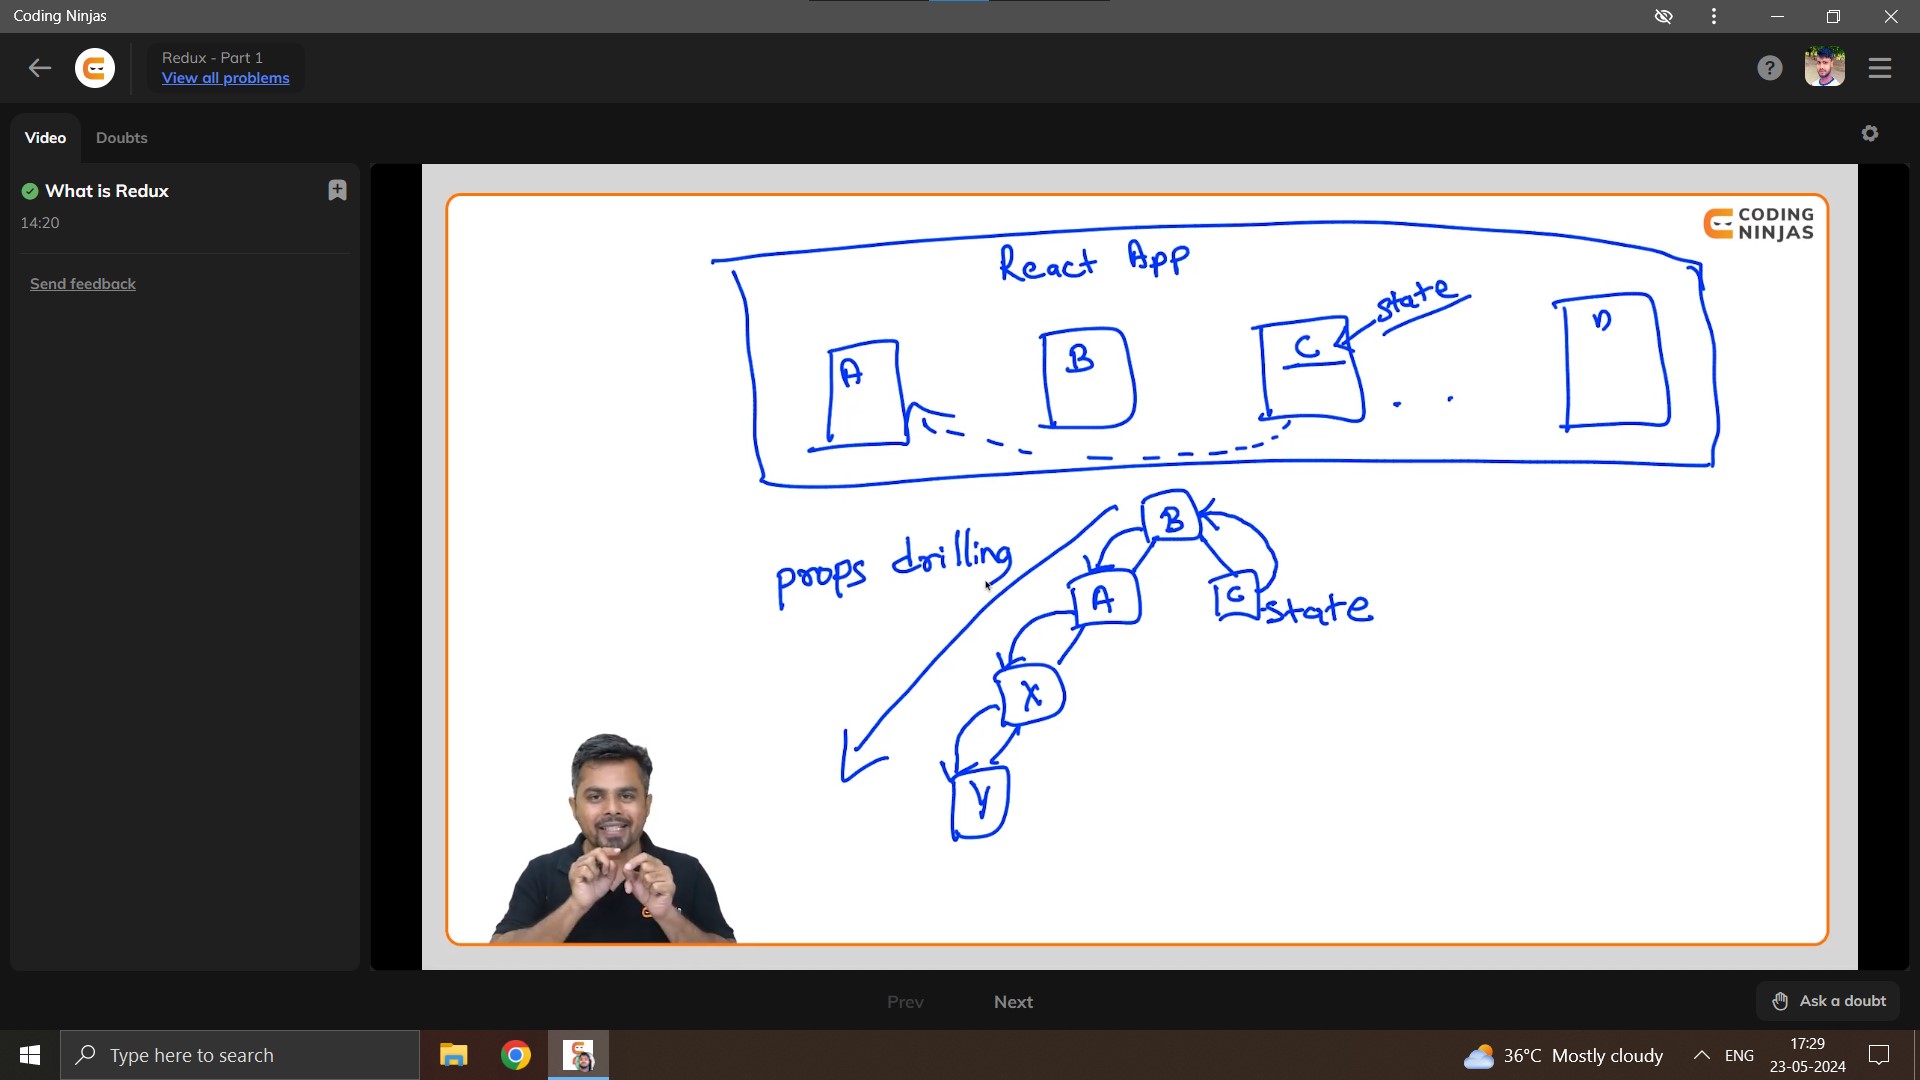 Coding Ninjas
Redux - Part 1
View all problems
Video
Doubts
What is Redux
14:20
Send feedback
CODING
NINJAS
React App
state
A
B
C
D
. .
props drilling
B
A
C
state
X
Y
Prev
Next
Ask a doubt
Type here to search
36°C Mostly cloudy
ENG
17:29
23-05-2024